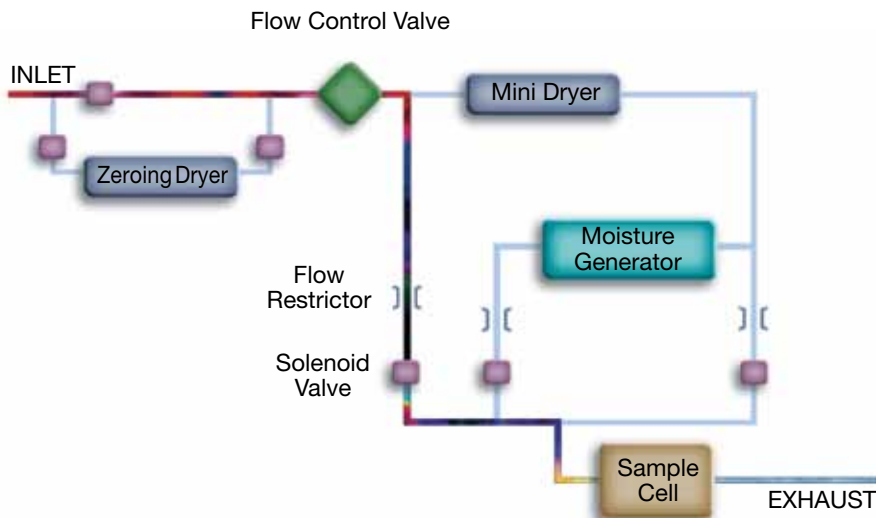 Flow Control Valve
INLET
Mini Dryer
Zeroing Dryer
Moisture
Generator
Flow
Restrictor
Solenoid
Valve
Sample
Cell
EXHAUST